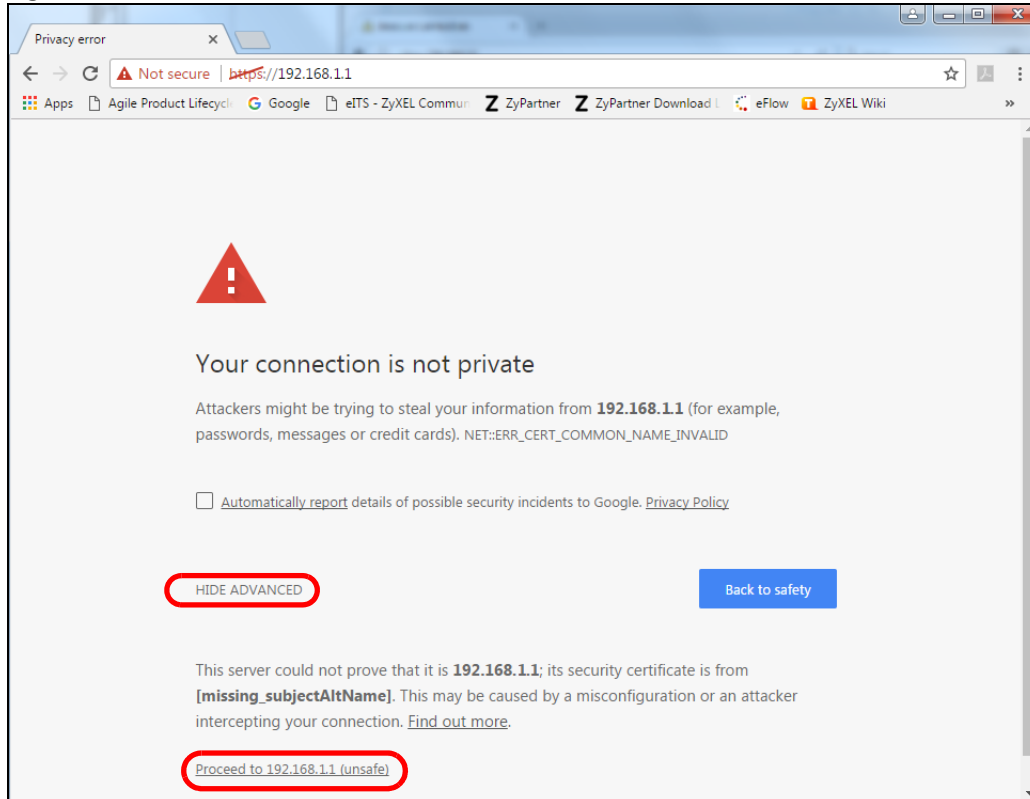 Privacy error
Not secure | https://192.168.1.1
Apps Agile Product Lifecycl Google eITS - ZyXEL Commun ZyPartner ZyPartner Download L eFlow ZyXEL Wiki »
Your connection is not private
Attackers might be trying to steal your information from 192.168.1.1 (for example,
passwords, messages or credit cards). NET::ERR_CERT_COMMON_NAME_INVALID
Automatically report details of possible security incidents to Google. Privacy Policy
HIDE ADVANCED
Back to safety
This server could not prove that it is 192.168.1.1; its security certificate is from
[missing_subjectAltName]. This may be caused by a misconfiguration or an attacker
intercepting your connection. Find out more.
Proceed to 192.168.1.1 (unsafe)